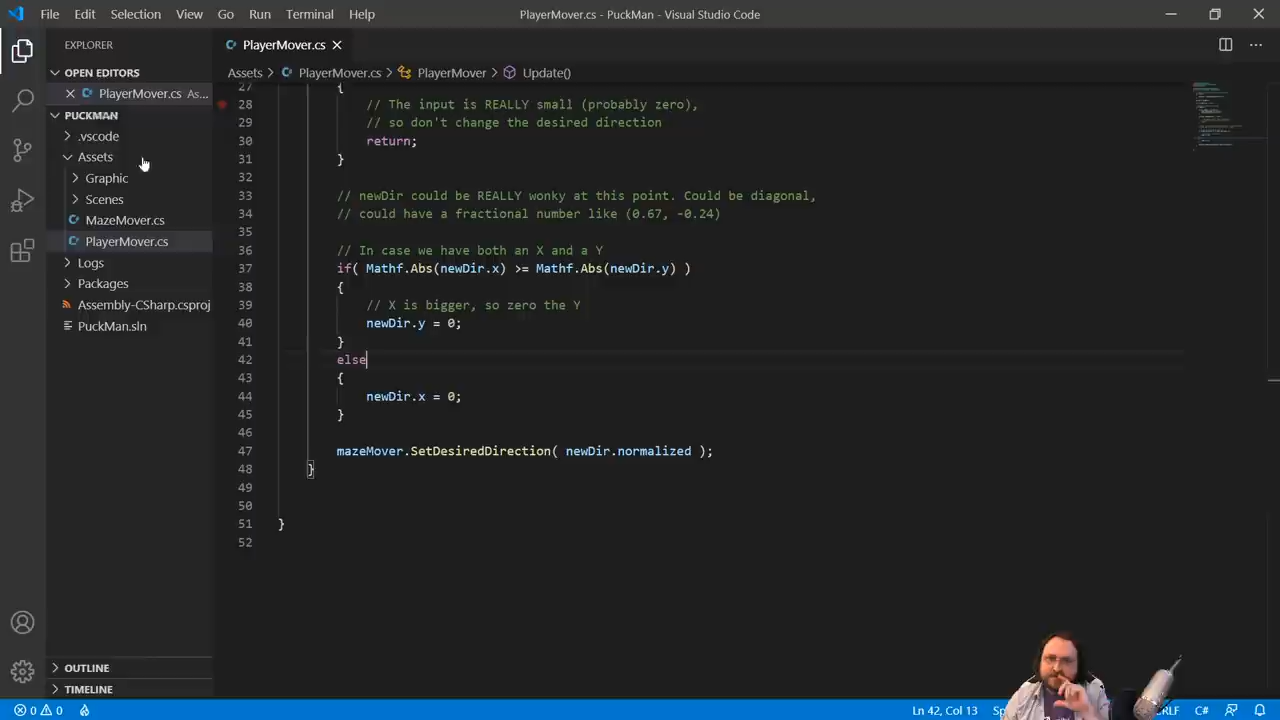 File Edit Selection View Go Run Terminal Help
PlayerMover.cs - PuckMan - Visual Studio Code
EXPLORER
OPEN EDITORS
PlayerMover.cs As...
PUCKMAN
.vscode
Assets
Graphic
Scenes
MazeMover.cs
PlayerMover.cs
Logs
Packages
Assembly-CSharp.csproj
PuckMan.sln
OUTLINE
TIMELINE
PlayerMover.cs
Assets > PlayerMover.cs > PlayerMover > Update()
27 {
28 // The input is REALLY small (probably zero),
29 // so don't change the desired direction
30 return;
31 }
32
33 // newDir could be REALLY wonky at this point. Could be diagonal,
34 // could have a fractional number like (0.67, -0.24)
35
36 // In case we have both an X and a Y
37 if( Mathf.Abs(newDir.x) >= Mathf.Abs(newDir.y) )
38 {
39 // X is bigger, so zero the Y
40 newDir.y = 0;
41 }
42 else
43 {
44 newDir.x = 0;
45 }
46
47 mazeMover.SetDesiredDirection( newDir.normalized );
48 }
49
50
51 }
52
0 0 Ln 42, Col 13 CRLF C#